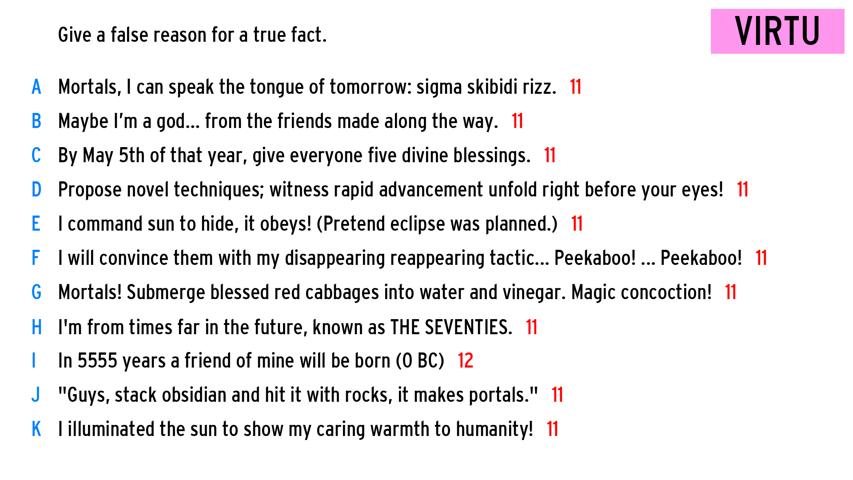 Give a false reason for a true fact.
VIRTU
A Mortals, I can speak the tongue of tomorrow: sigma skibidi rizz. 11
B Maybe I'm a god... from the friends made along the way. 11
C By May 5th of that year, give everyone five divine blessings. 11
D Propose novel techniques; witness rapid advancement unfold right before your eyes! 11
E I command sun to hide, it obeys! (Pretend eclipse was planned.) 11
F I will convince them with my disappearing reappearing tactic... Peekaboo! ... Peekaboo! 11
G Mortals! Submerge blessed red cabbages into water and vinegar. Magic concoction! 11
H I'm from times far in the future, known as THE SEVENTIES. 11
I In 5555 years a friend of mine will be born (0 BC) 12
J "Guys, stack obsidian and hit it with rocks, it makes portals." 11
K I illuminated the sun to show my caring warmth to humanity! 11